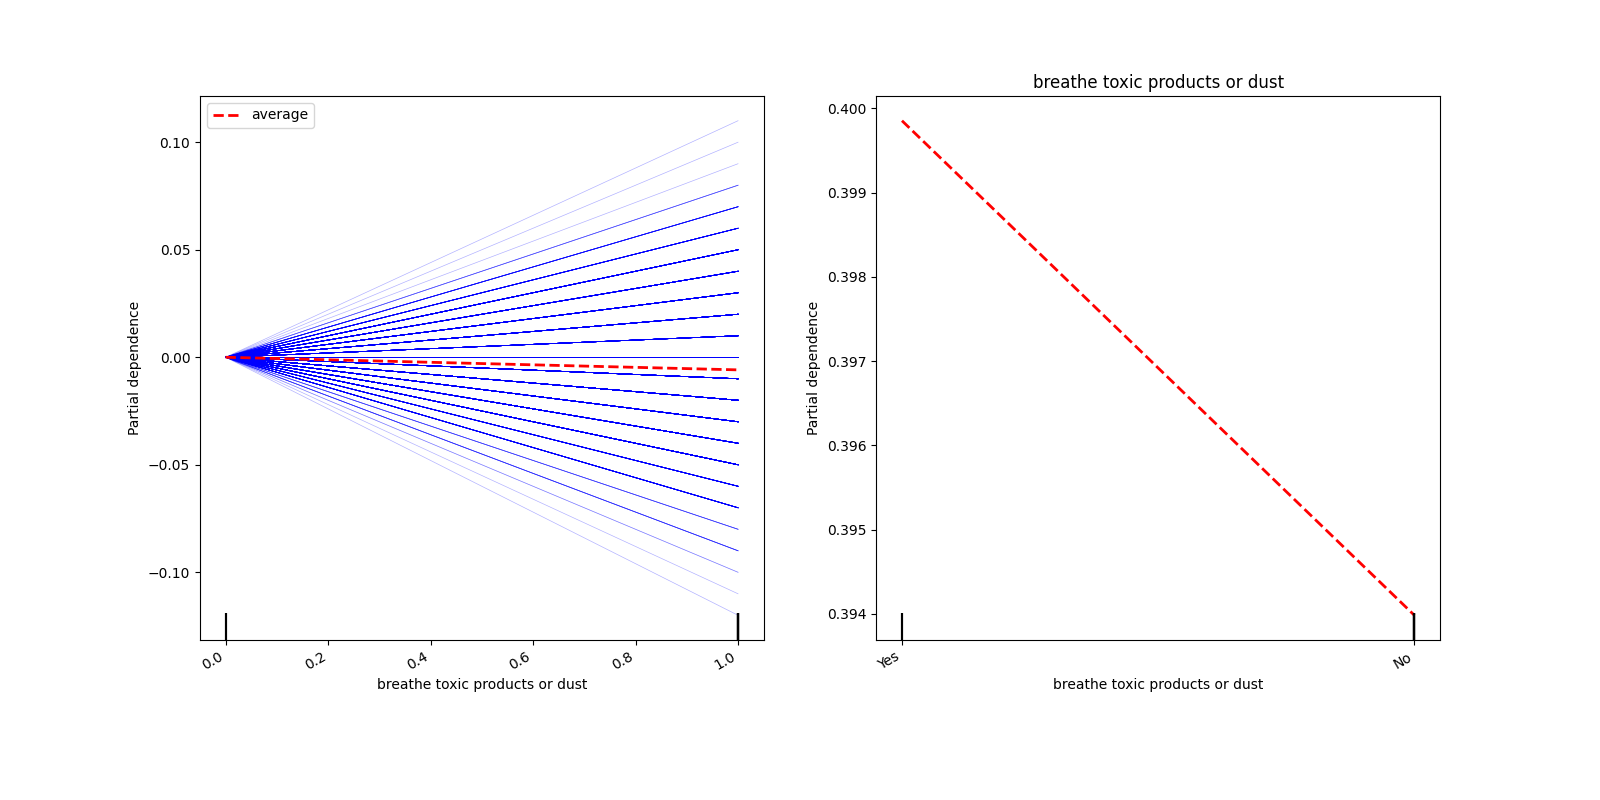 average
0.10
0.05
0.00
−0.05
−0.10
Partial dependence
0.0
0.2
0.4
0.6
0.8
1.0
breathe toxic products or dust
breathe toxic products or dust
0.400
0.399
0.398
0.397
0.396
0.395
0.394
Partial dependence
Yes
No
breathe toxic products or dust